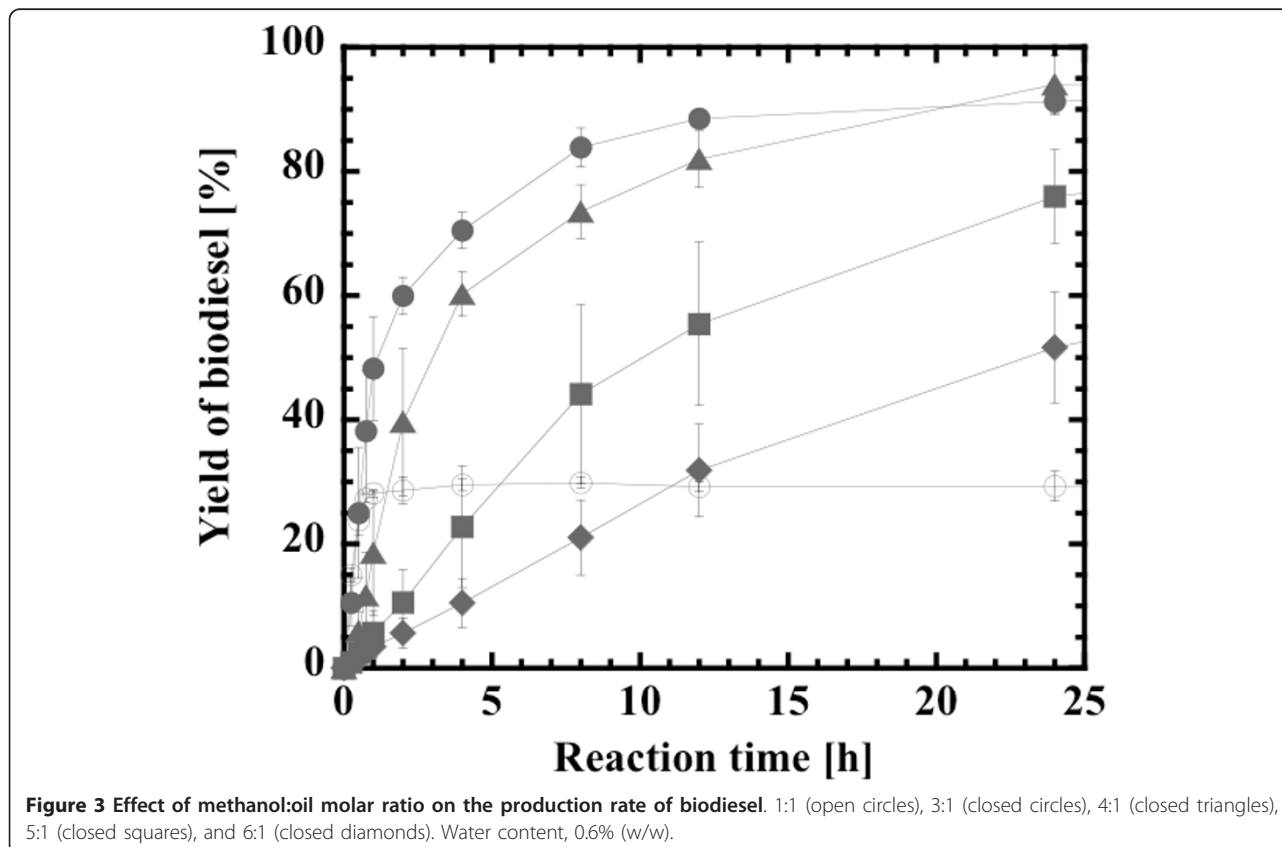 100
80
60
40
20
0
Yield of biodiesel [%]
0 5 10 15 20 25
Reaction time [h]
Figure 3 Effect of methanol:oil molar ratio on the production rate of biodiesel. 1:1 (open circles), 3:1 (closed circles), 4:1 (closed triangles),
5:1 (closed squares), and 6:1 (closed diamonds). Water content, 0.6% (w/w).